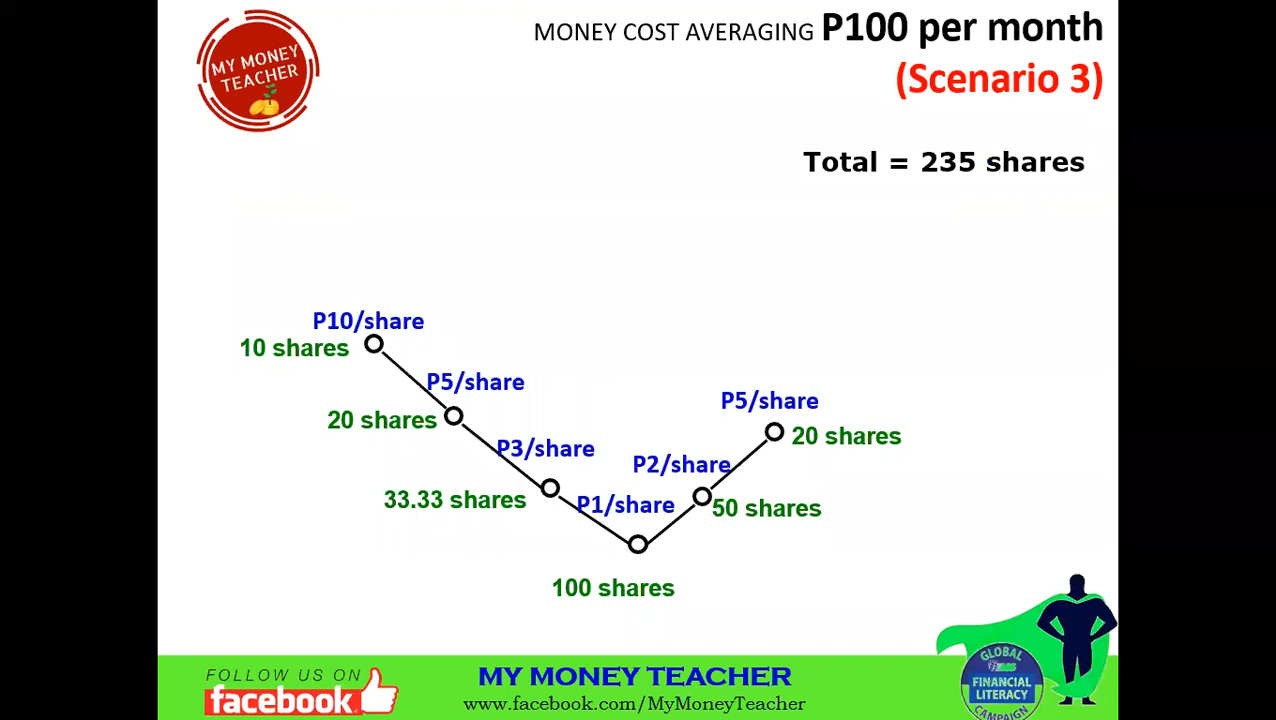 MY MONEY
TEACHER
MONEY COST AVERAGING P100 per month
(Scenario 3)
Total = 235 shares
P10/share
10 shares
P5/share
20 shares
P3/share
33.33 shares
P1/share
100 shares
P2/share
50 shares
P5/share
20 shares
FOLLOW US ON
facebook
MY MONEY TEACHER
www.facebook.com/MyMoneyTeacher
GLOBAL
FINANCIAL
LITERACY
CAMPAIGN